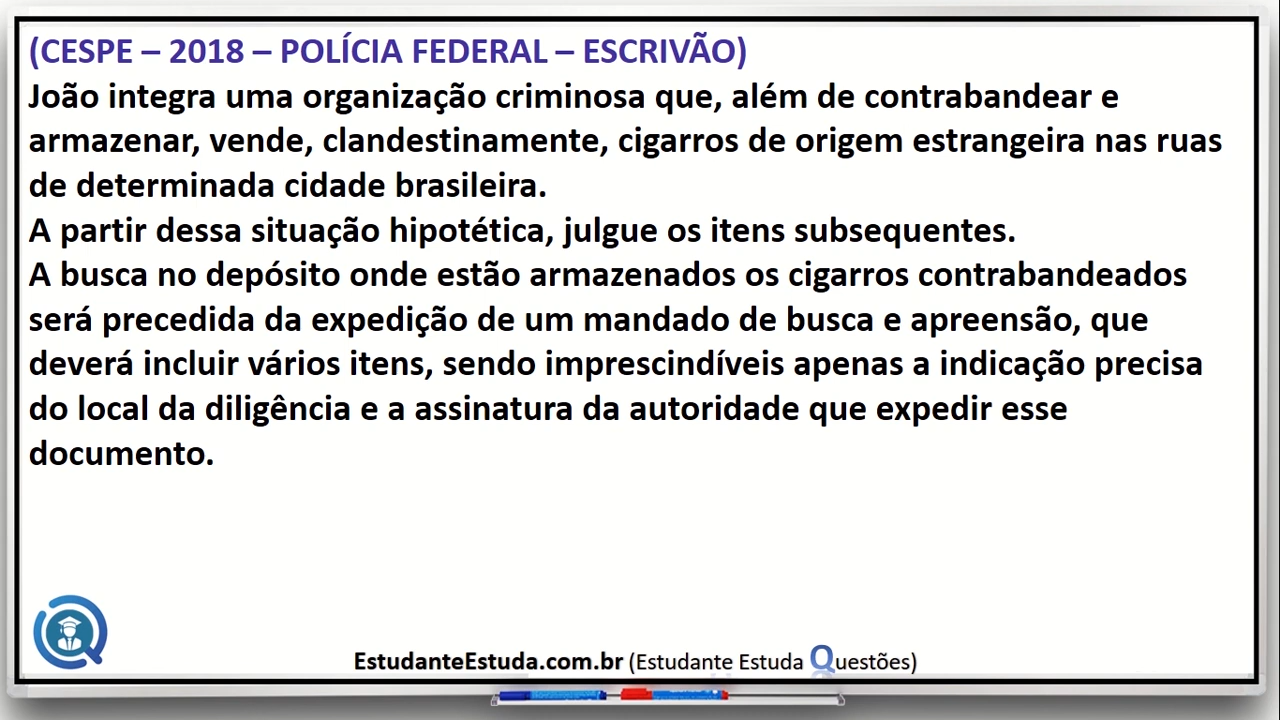 (CESPE – 2018 – POLÍCIA FEDERAL – ESCRIVÃO)
João integra uma organização criminosa que, além de contrabandear e
armazenar, vende, clandestinamente, cigarros de origem estrangeira nas ruas
de determinada cidade brasileira.
A partir dessa situação hipotética, julgue os itens subsequentes.
A busca no depósito onde estão armazenados os cigarros contrabandeados
será precedida da expedição de um mandado de busca e apreensão, que
deverá incluir vários itens, sendo imprescindíveis apenas a indicação precisa
do local da diligência e a assinatura da autoridade que expedir esse
documento.
EstudanteEstuda.com.br (Estudante Estuda Questões)